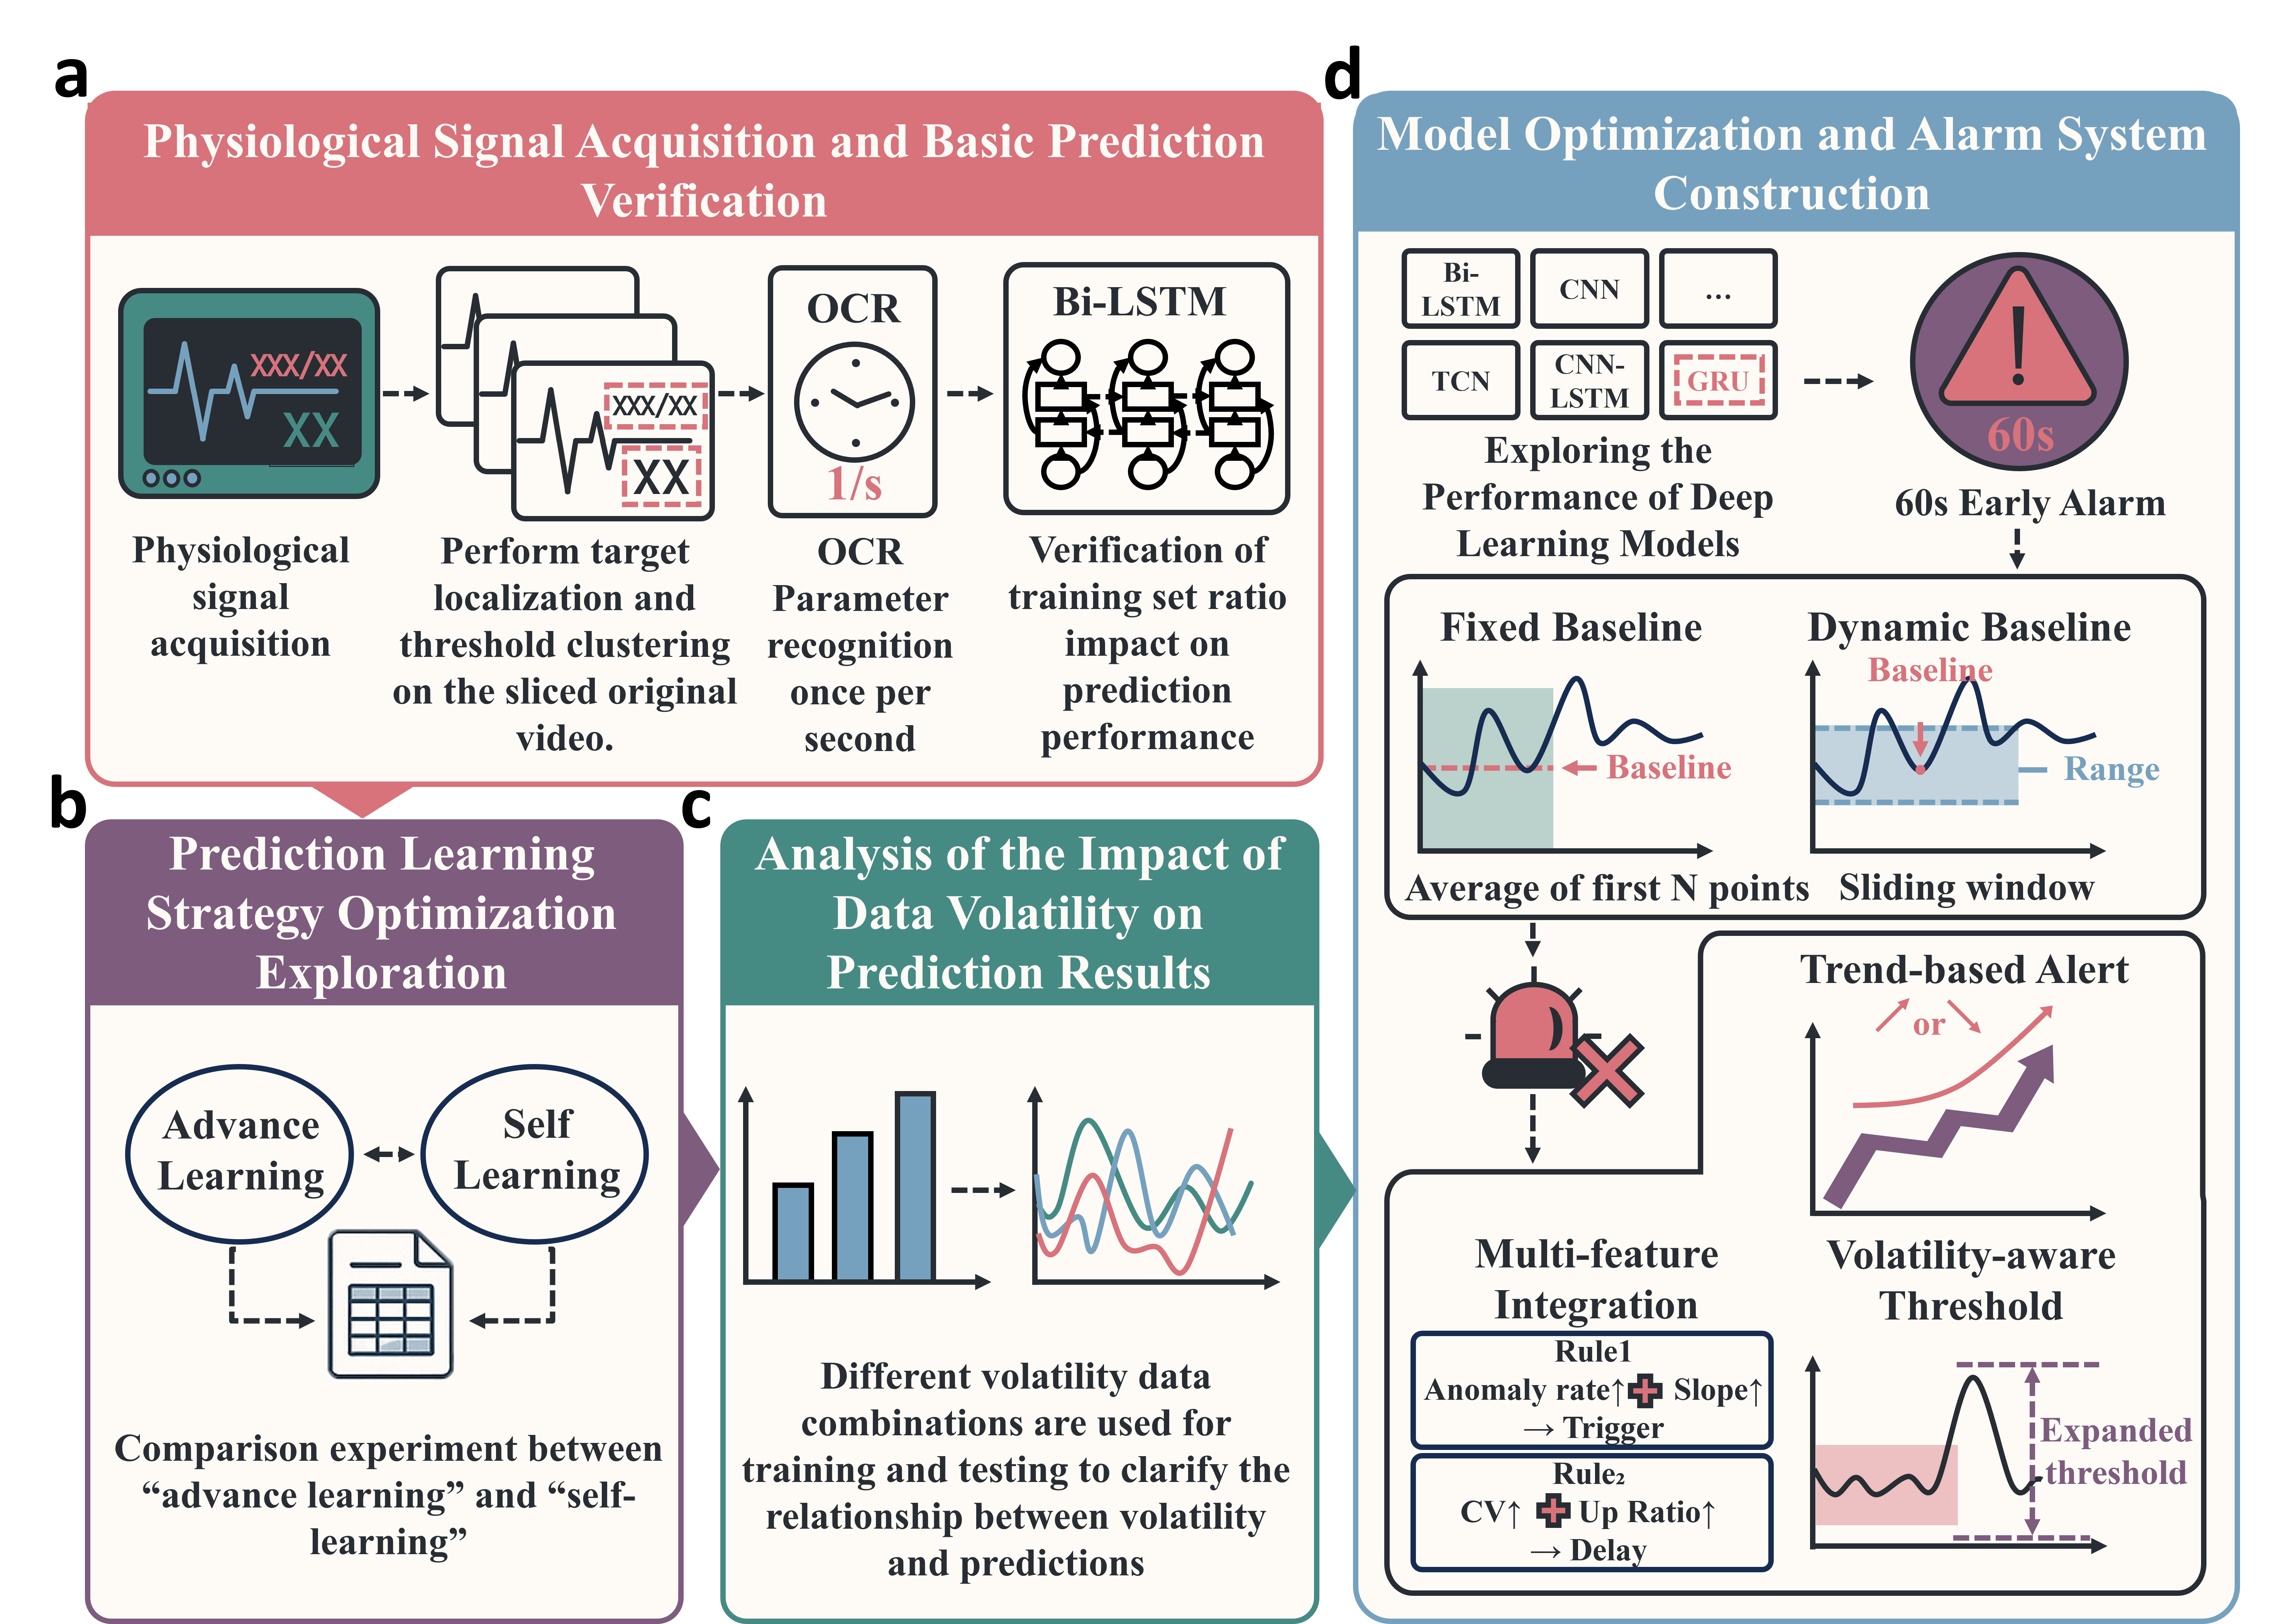 a
Physiological Signal Acquisition and Basic Prediction
Verification
XXX/XX
XX
XXX/XX
XX
OCR
1/s
Bi-LSTM
Physiological
signal
acquisition
Perform target
localization and
threshold clustering
on the sliced original
video.
OCR
Parameter
recognition
once per
second
Verification of
training set ratio
impact on
prediction
performance
b
Prediction Learning
Strategy Optimization
Exploration
Advance
Learning
Self
Learning
Comparison experiment between
“advance learning” and “self-
learning”
c
Analysis of the Impact of
Data Volatility on
Prediction Results
Different volatility data
combinations are used for
training and testing to clarify the
relationship between volatility
and predictions
d
Model Optimization and Alarm System
Construction
Bi-
LSTM
CNN
...
TCN
CNN-
LSTM
GRU
Exploring the
Performance of Deep
Learning Models
!
60s
60s Early Alarm
Fixed Baseline
Baseline
Average of first N points
Dynamic Baseline
Baseline
Range
Sliding window
Trend-based Alert
↗ or ↘
Multi-feature
Integration
Rule1
Anomaly rate↑ + Slope↑
→ Trigger
Rule₂
CV↑ + Up Ratio↑
→ Delay
Volatility-aware
Threshold
Expanded
threshold